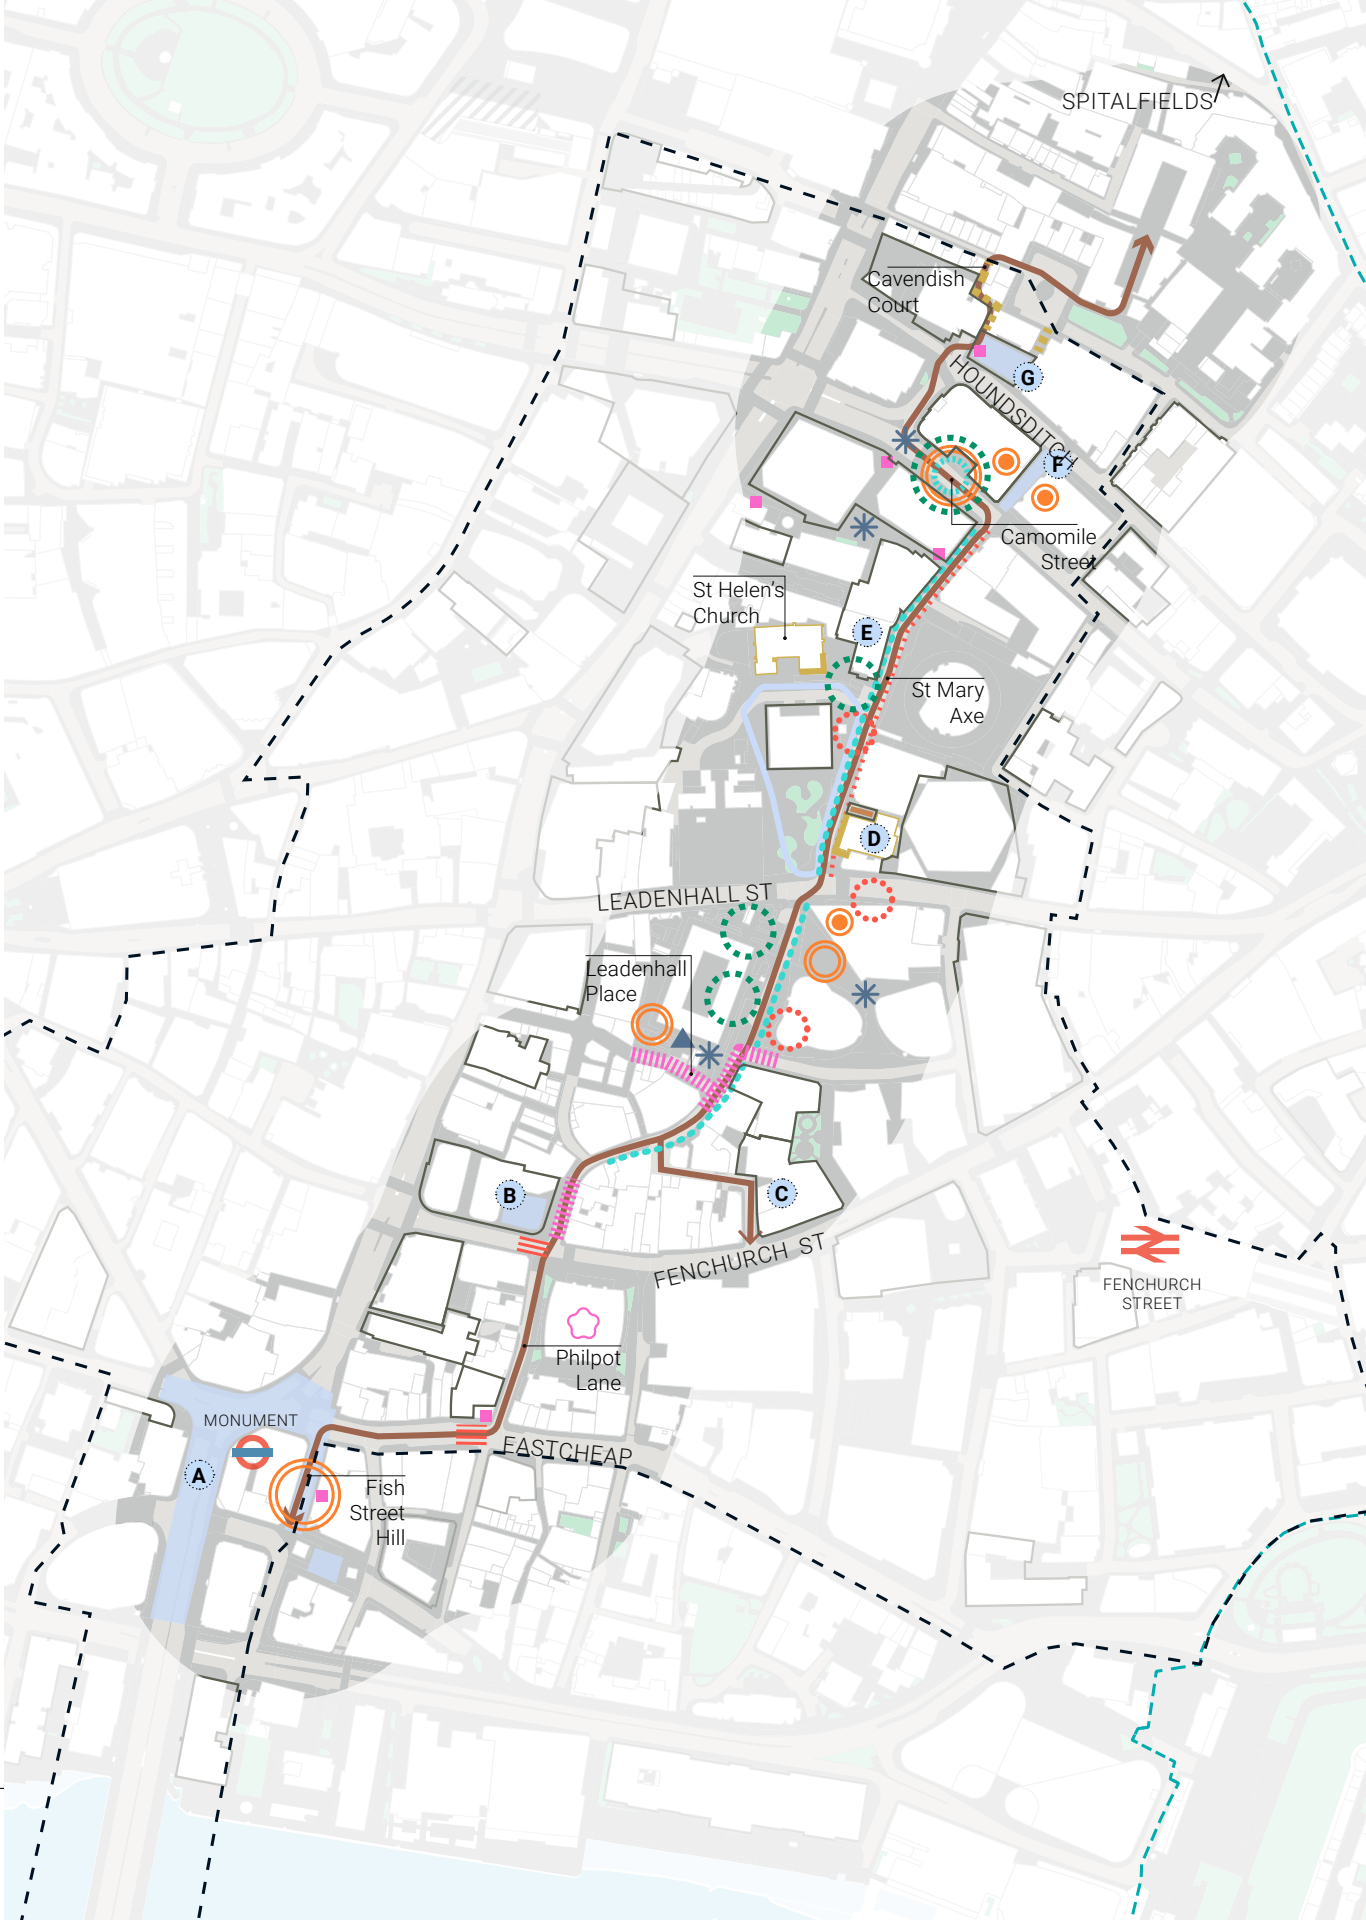 SPITALFIELDS
Cavendish
Court
G
HOUNDSDITCH
F
Camomile
Street
St Helen's
Church
E
St Mary
Axe
D
LEADENHALL ST
Leadenhall
Place
B
C
FENCHURCH ST
FENCHURCH
STREET
Philpot
Lane
MONUMENT
EASTCHEAP
A
Fish
Street
Hill